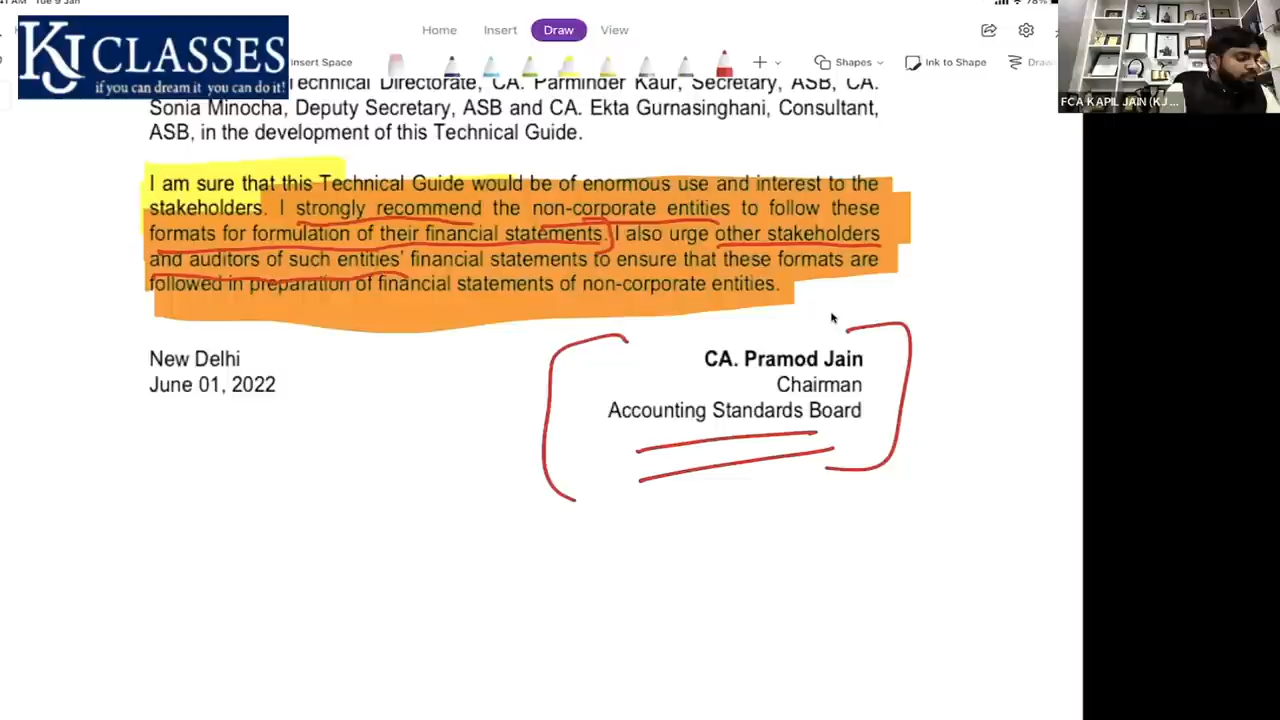 Tue 9 Jan
78%
KJ CLASSES
if you can dream it you can do it!
Home Insert Draw View
Insert Space Shapes Ink to Shape
FCA KAPIL JAIN (KJ ...
Technical Directorate, CA. Parminder Kaur, Secretary, ASB, CA.
Sonia Minocha, Deputy Secretary, ASB and CA. Ekta Gurnasinghani, Consultant,
ASB, in the development of this Technical Guide.
I am sure that this Technical Guide would be of enormous use and interest to the
stakeholders. I strongly recommend the non-corporate entities to follow these
formats for formulation of their financial statements. I also urge other stakeholders
and auditors of such entities' financial statements to ensure that these formats are
followed in preparation of financial statements of non-corporate entities.
New Delhi
June 01, 2022
CA. Pramod Jain
Chairman
Accounting Standards Board